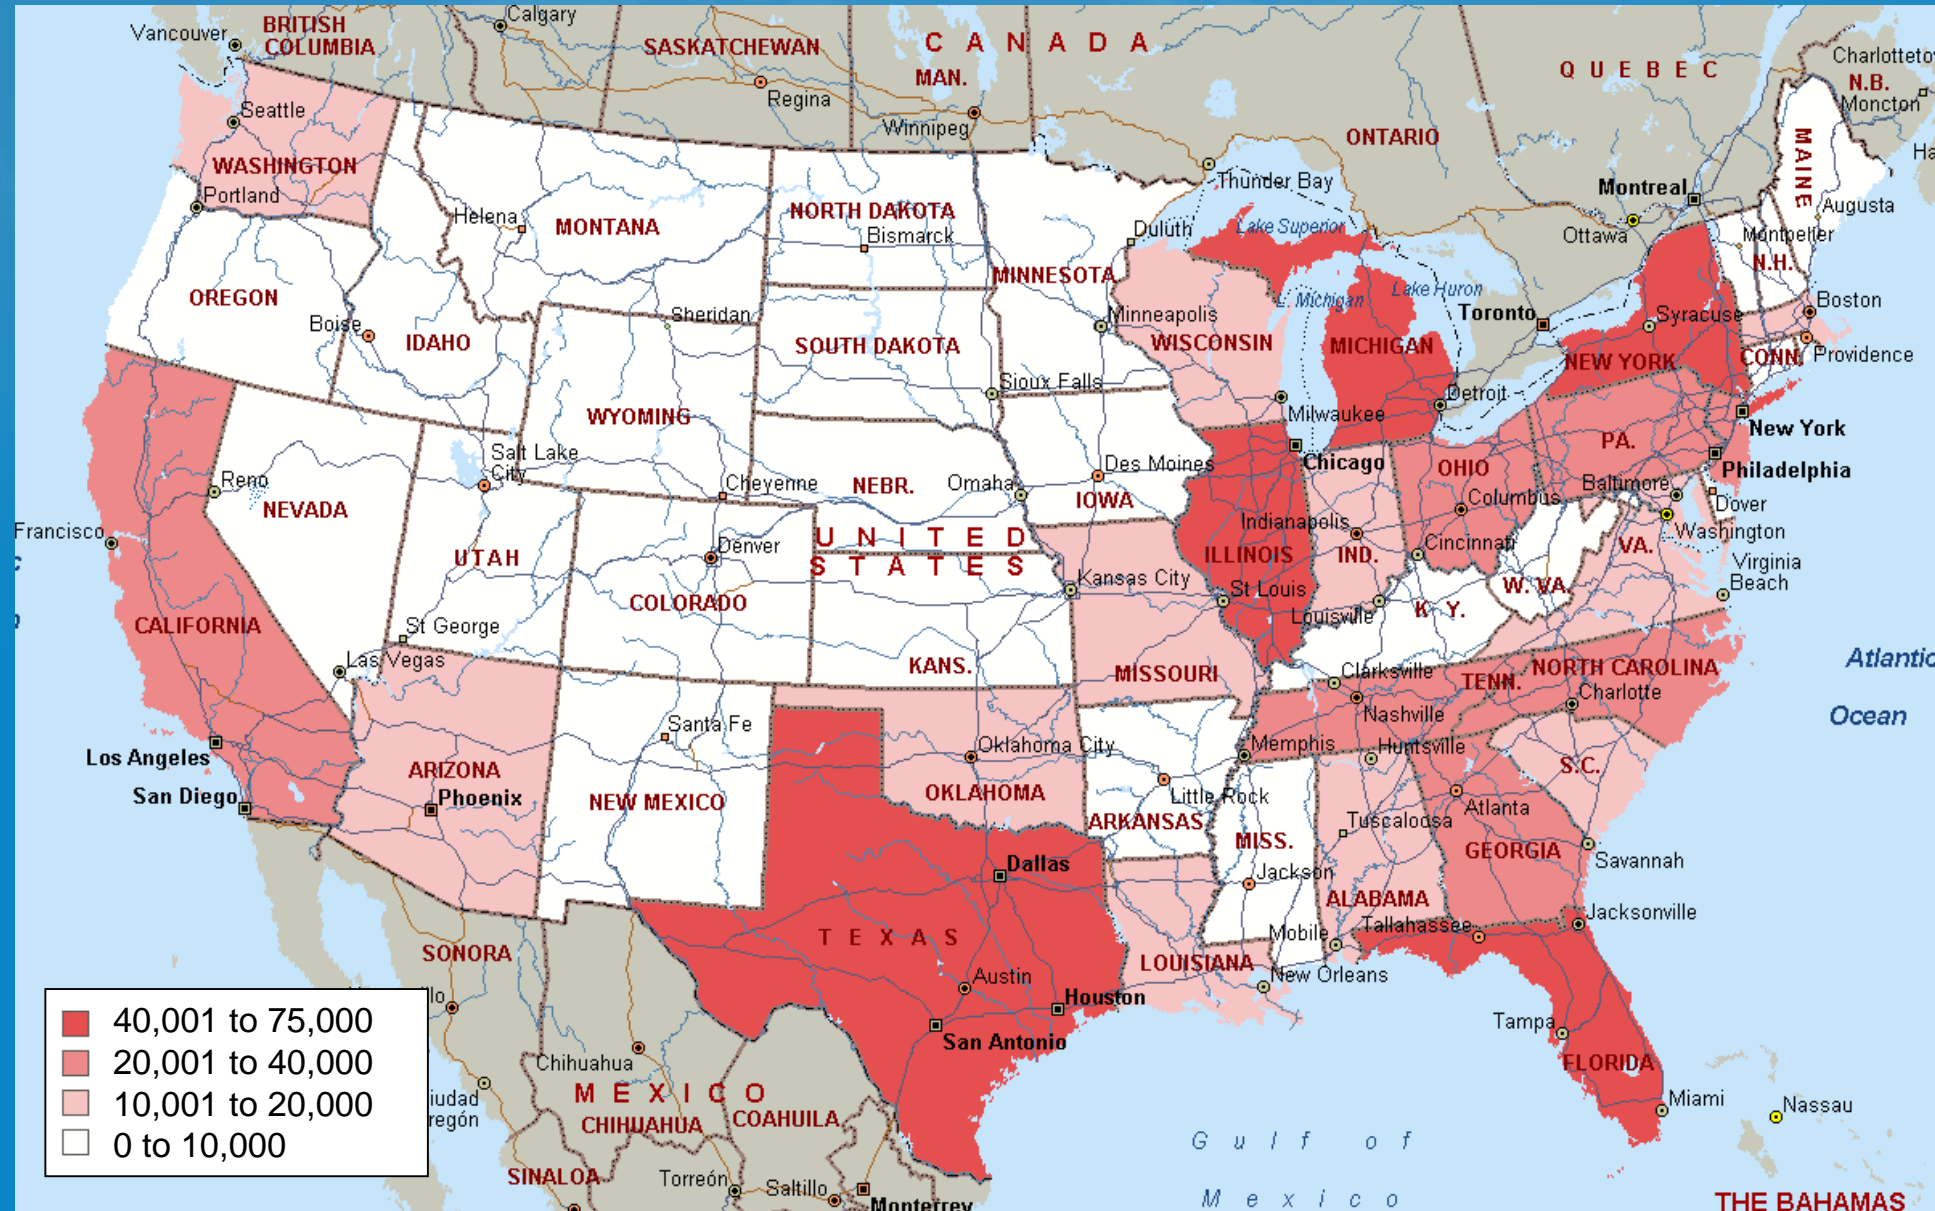 Vancouver
BRITISH
COLUMBIA
Calgary
SASKATCHEWAN
Regina
C A N A D A
MAN.
Winnipeg
ONTARIO
QUEBEC
N.B.
Moncton
Thunder Bay
Montreal
Ottawa
Toronto
Seattle
WASHINGTON
Portland
OREGON
Helena
MONTANA
NORTH DAKOTA
Bismarck
MINNESOTA
Duluth
Lake Superior
L. Michigan
Lake Huron
MAINE
Augusta
Montpelier
N.H.
Boston
CONN.
Providence
Boise
IDAHO
Sheridan
WYOMING
Cheyenne
SOUTH DAKOTA
Sioux Falls
Minneapolis
WISCONSIN
Milwaukee
MICHIGAN
Detroit
Syracuse
NEW YORK
New York
PA.
Philadelphia
Reno
NEVADA
Las Vegas
Salt Lake
City
UTAH
St George
Denver
COLORADO
NEBR.
Omaha
Des Moines
IOWA
UNITED
STATES
KANS.
Kansas City
MISSOURI
St Louis
Chicago
ILLINOIS
Indianapolis
IND.
OHIO
Columbus
Cincinnati
Louisville
K Y.
W. VA.
Baltimore
Dover
Washington
VA.
Virginia
Beach
Francisco
CALIFORNIA
Los Angeles
San Diego
ARIZONA
Phoenix
Santa Fe
NEW MEXICO
Oklahoma City
OKLAHOMA
Little Rock
ARKANSAS
Clarksville
Nashville
TENN.
Memphis
NORTH CAROLINA
Charlotte
S.C.
Huntsville
Tuscaloosa
ALABAMA
Mobile
MISS.
Jackson
Atlanta
GEORGIA
Savannah
Atlantic
Ocean
TEXAS
Dallas
Austin
Houston
San Antonio
LOUISIANA
New Orleans
Tallahassee
Jacksonville
Tampa
FLORIDA
Miami
Nassau
THE BAHAMAS
SONORA
Chihuahua
MEXICO
CHIHUAHUA
COAHUILA
SINALOA
Torreón
Saltillo
Monterrey
Gulf of
Mexico
40,001 to 75,000
20,001 to 40,000
10,001 to 20,000
0 to 10,000